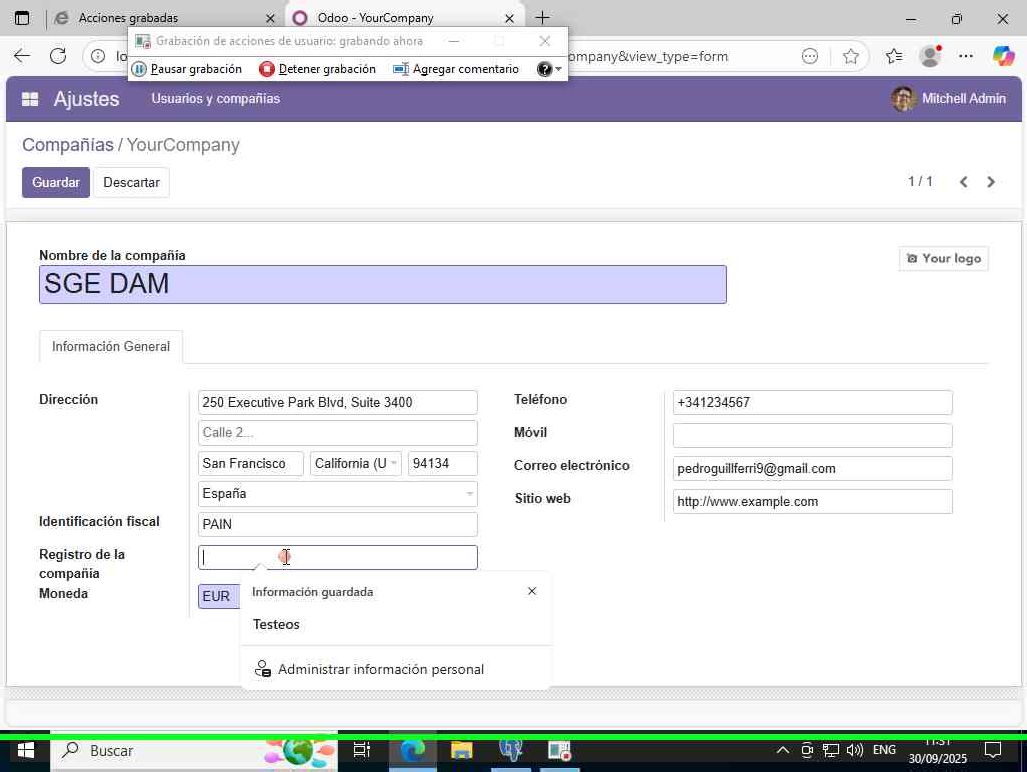 Acciones grabadas
Odoo - YourCompany
Grabación de acciones de usuario: grabando ahora
Pausar grabación
Detener grabación
Agregar comentario
ompany&view_type=form
Ajustes
Usuarios y compañías
Mitchell Admin
Compañías / YourCompany
Guardar
Descartar
1 / 1
Nombre de la compañía
SGE DAM
Your logo
Información General
Dirección
250 Executive Park Blvd, Suite 3400
Calle 2...
San Francisco
California (U
94134
España
Identificación fiscal
PAIN
Registro de la
compañía
Moneda
EUR
Teléfono
+341234567
Móvil
Correo electrónico
pedroguillferri9@gmail.com
Sitio web
http://www.example.com
Información guardada
Testeos
Administrar información personal
Buscar
ENG
11:31
30/09/2025